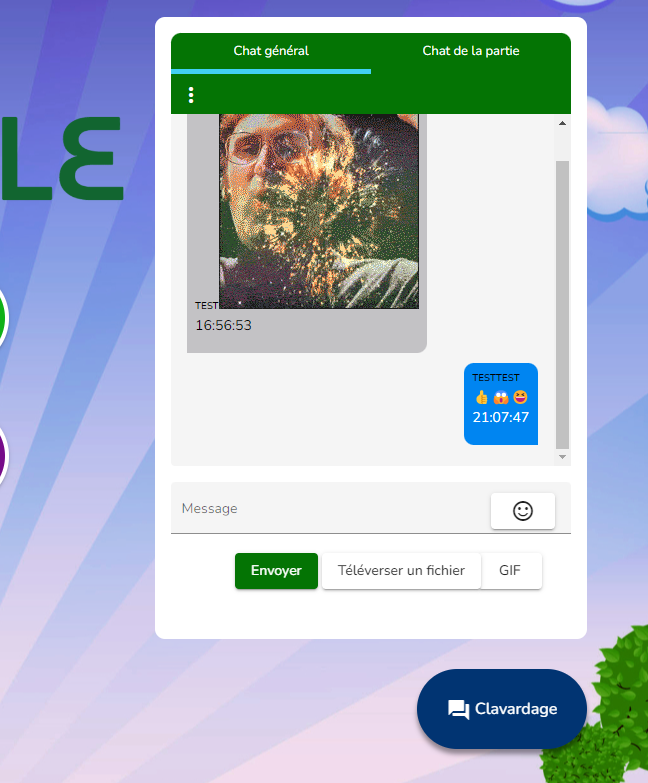 Chat général
Chat de la partie
LE
TEST
16:56:53
TESTTEST
👍 😱 😆
21:07:47
Message
Envoyer
Téléverser un fichier
GIF
Clavardage